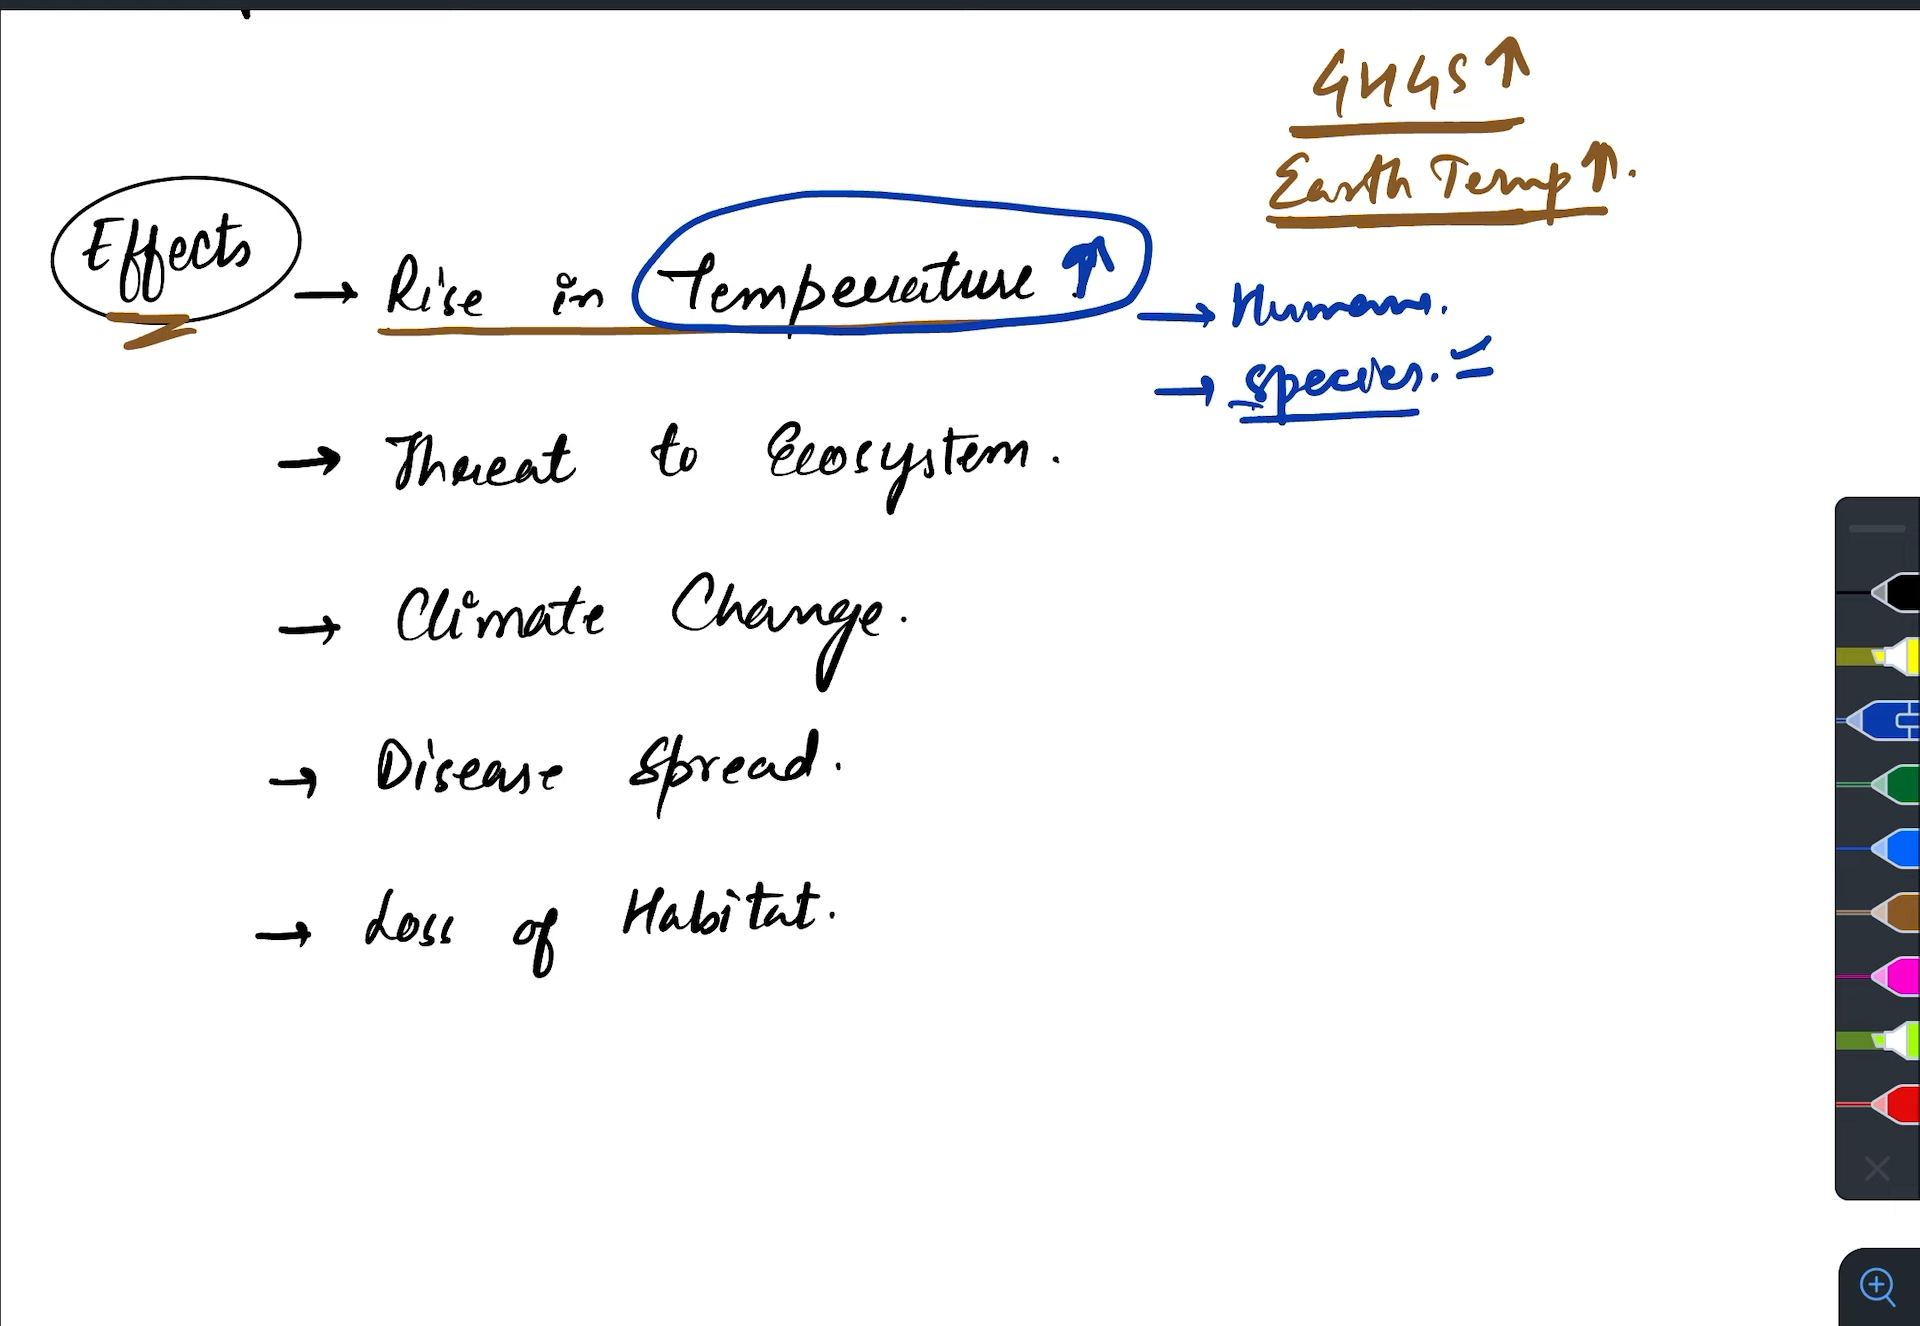 GHGS ↑
Earth Temp ↑.
Effects → Rise in Temperature ↑
→ Humans.
→ Species.
→ Threat to Ecosystem.
→ Climate Change.
→ Disease Spread.
→ Loss of Habitat.